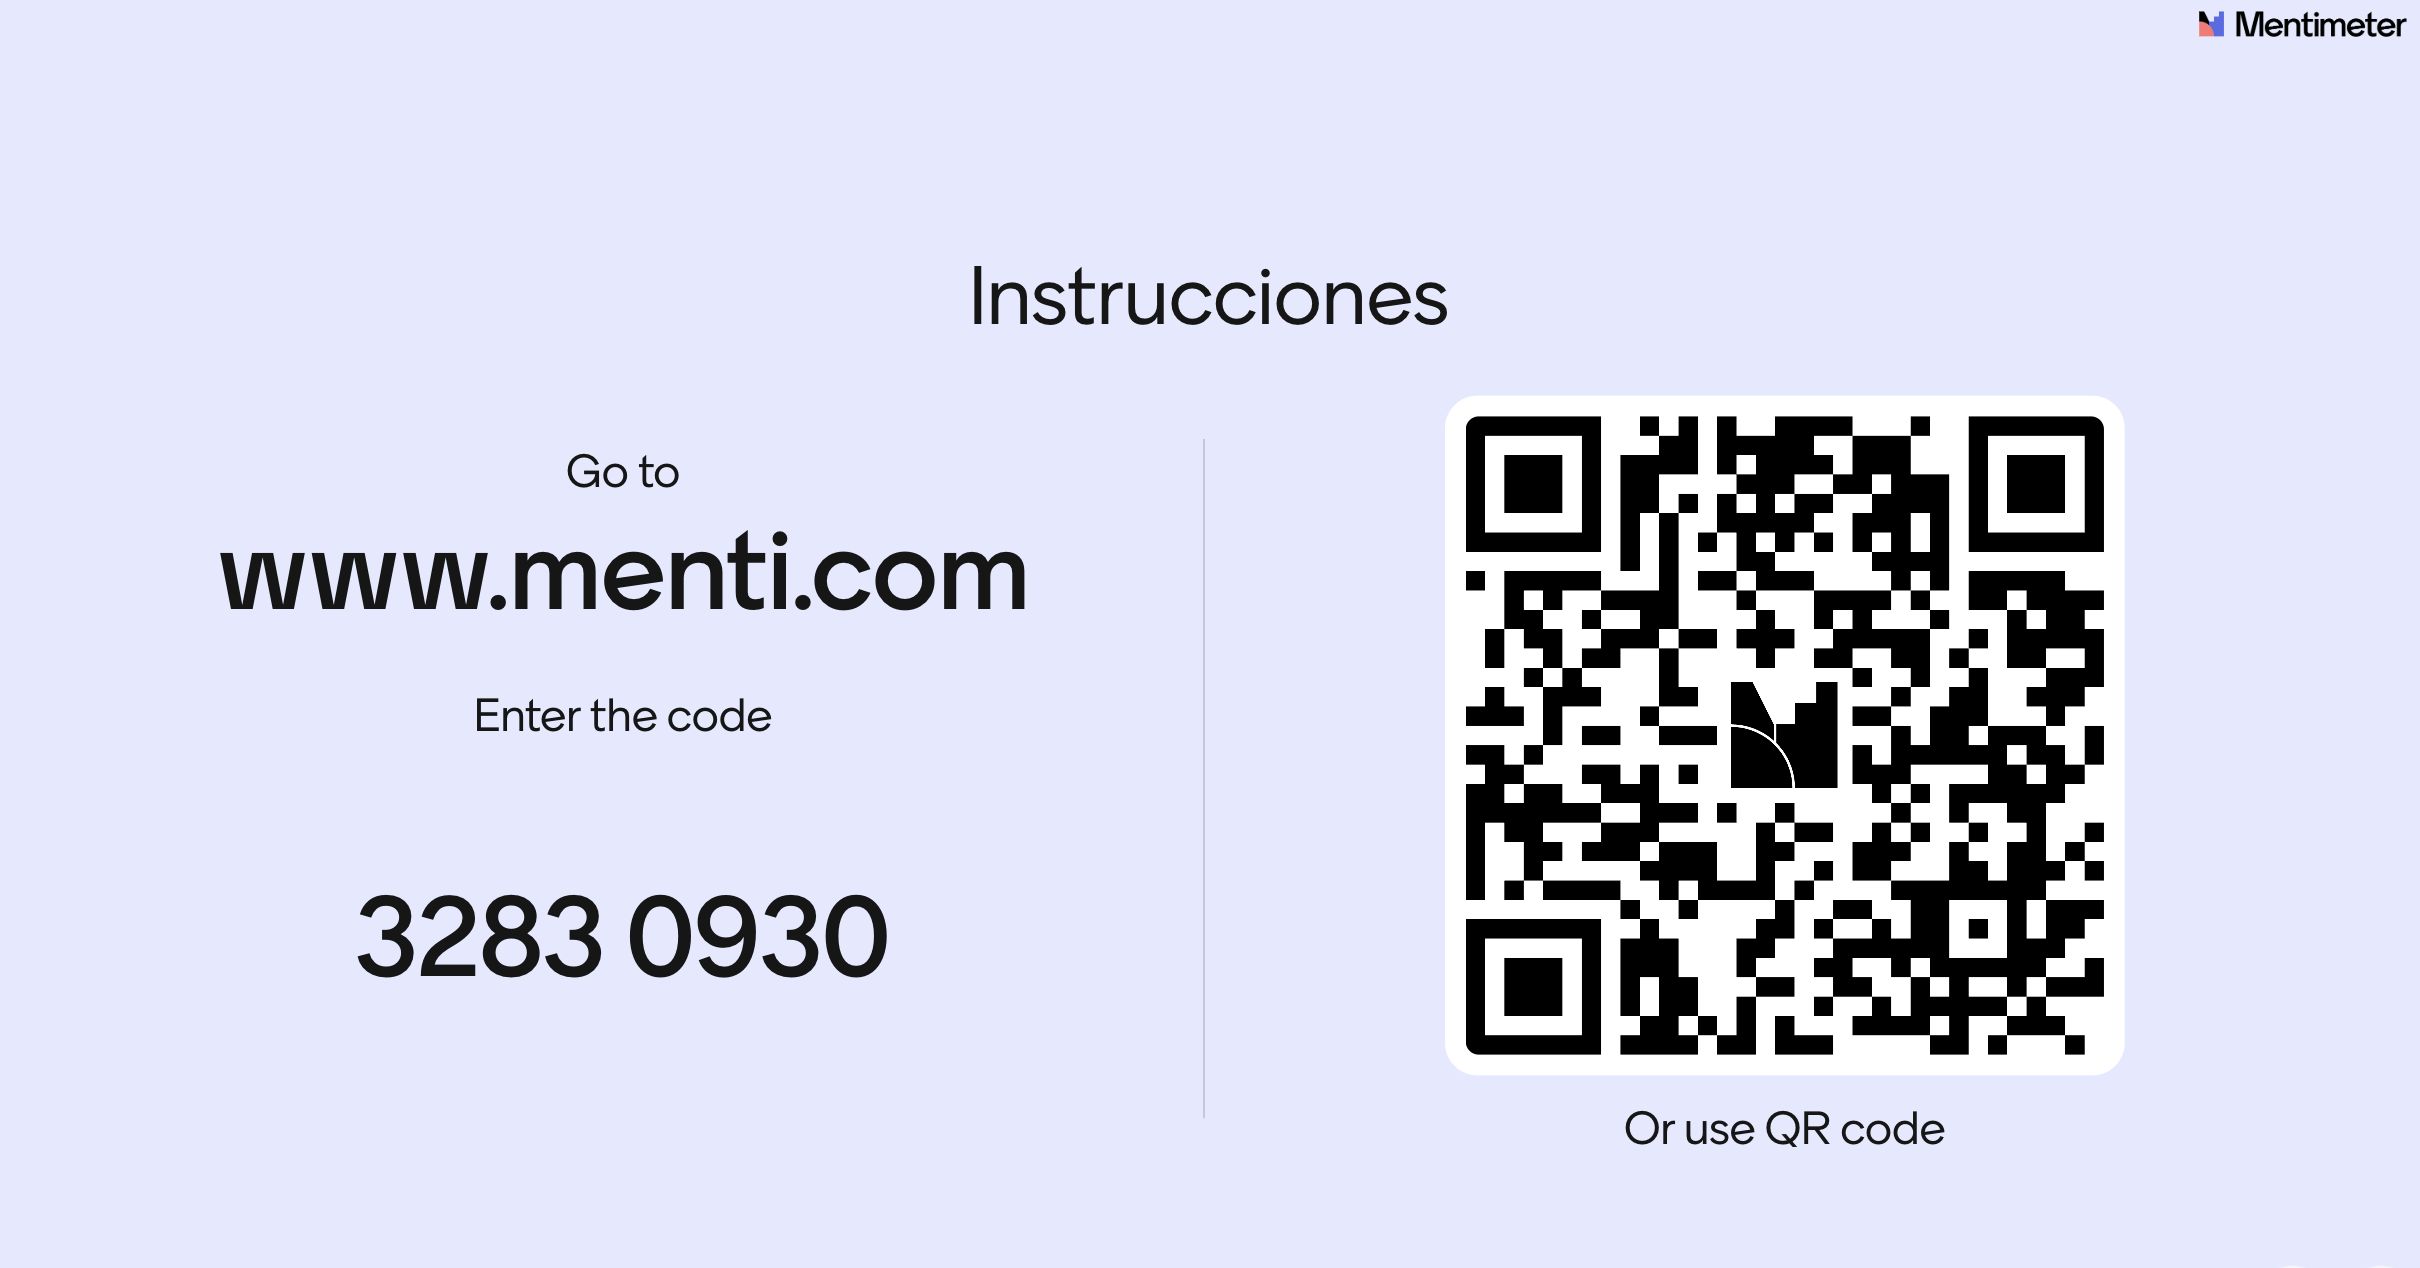 Mentimeter
Instrucciones
Go to
www.menti.com
Enter the code
3283 0930
Or use QR code